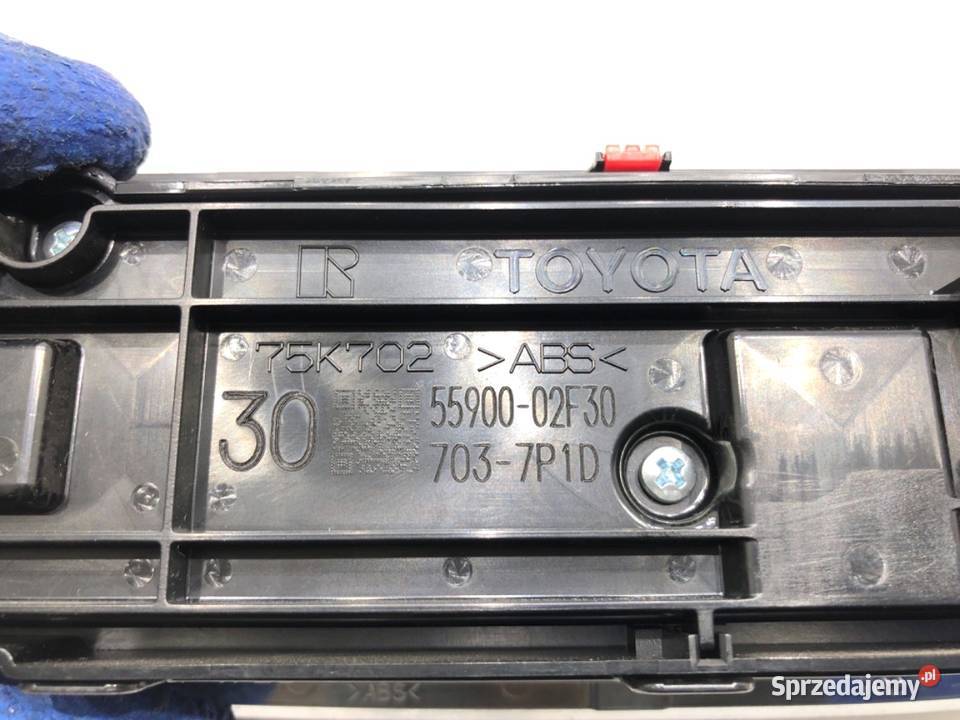 R TOYOTA
75K702 >ABS<
30
55900-02F30
703-7P1D
>ABS<
Sprzedajemy.pl